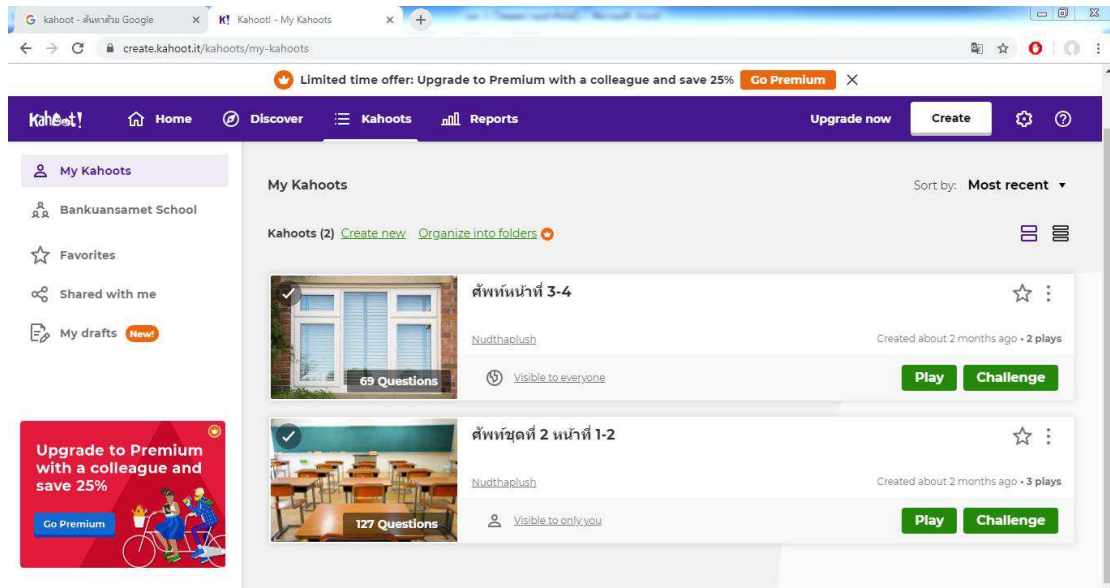 kahoot - ค้นหาด้วย Google
Kahoot! - My Kahoots
create.kahoot.it/kahoots/my-kahoots
Limited time offer: Upgrade to Premium with a colleague and save 25% Go Premium
Kahoot! Home Discover Kahoots Reports Upgrade now Create
My Kahoots
Bankuansamet School
Favorites
Shared with me
My drafts New!
Upgrade to Premium
with a colleague and
save 25%
Go Premium
My Kahoots Sort by: Most recent
Kahoots (2) Create new Organize into folders
ศัพท์หน้าที่ 3-4
Nudthaplush Created about 2 months ago • 2 plays
69 Questions Visible to everyone Play Challenge
ศัพท์ชุดที่ 2 หน้าที่ 1-2
Nudthaplush Created about 2 months ago • 3 plays
127 Questions Visible to only you Play Challenge